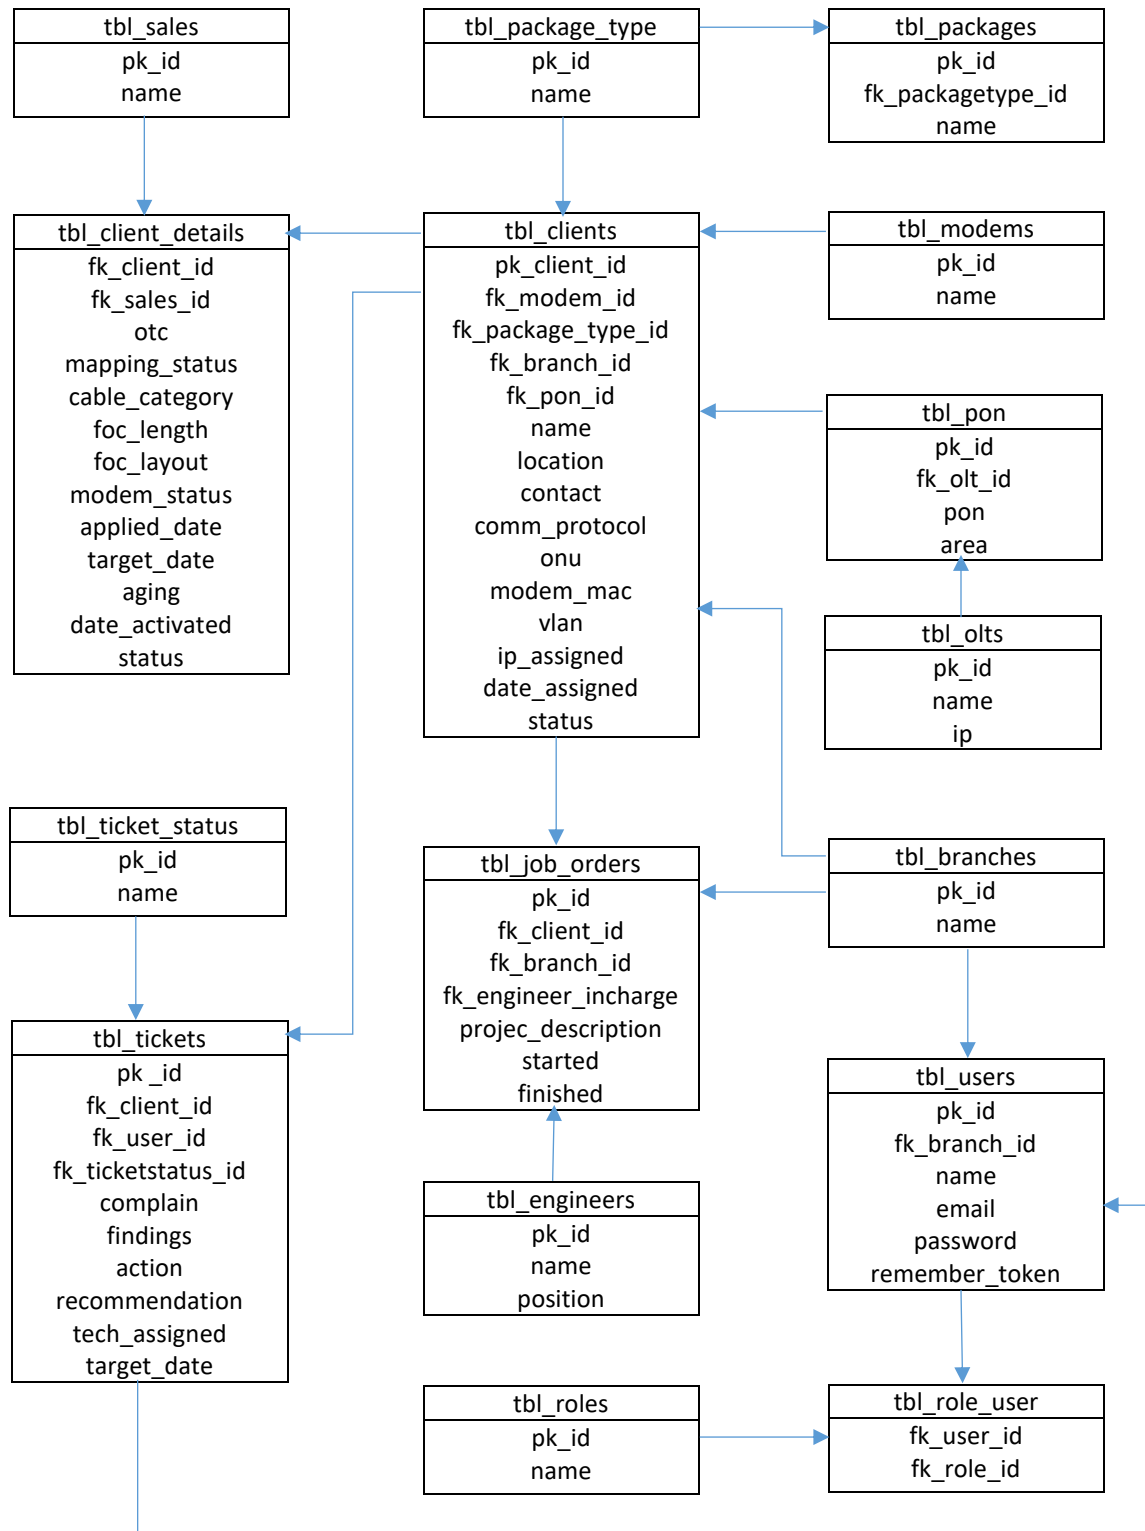 tbl_sales
pk_id
name
tbl_package_type
pk_id
name
tbl_packages
pk_id
fk_packagetype_id
name
tbl_client_details
fk_client_id
fk_sales_id
otc
mapping_status
cable_category
foc_length
foc_layout
modem_status
applied_date
target_date
aging
date_activated
status
tbl_clients
pk_client_id
fk_modem_id
fk_package_type_id
fk_branch_id
fk_pon_id
name
location
contact
comm_protocol
onu
modem_mac
vlan
ip_assigned
date_assigned
status
tbl_modems
pk_id
name
tbl_pon
pk_id
fk_olt_id
pon
area
tbl_olts
pk_id
name
ip
tbl_ticket_status
pk_id
name
tbl_job_orders
pk_id
fk_client_id
fk_branch_id
fk_engineer_incharge
projec_description
started
finished
tbl_branches
pk_id
name
tbl_tickets
pk _id
fk_client_id
fk_user_id
fk_ticketstatus_id
complain
findings
action
recommendation
tech_assigned
target_date
tbl_engineers
pk_id
name
position
tbl_users
pk_id
fk_branch_id
name
email
password
remember_token
tbl_roles
pk_id
name
tbl_role_user
fk_user_id
fk_role_id